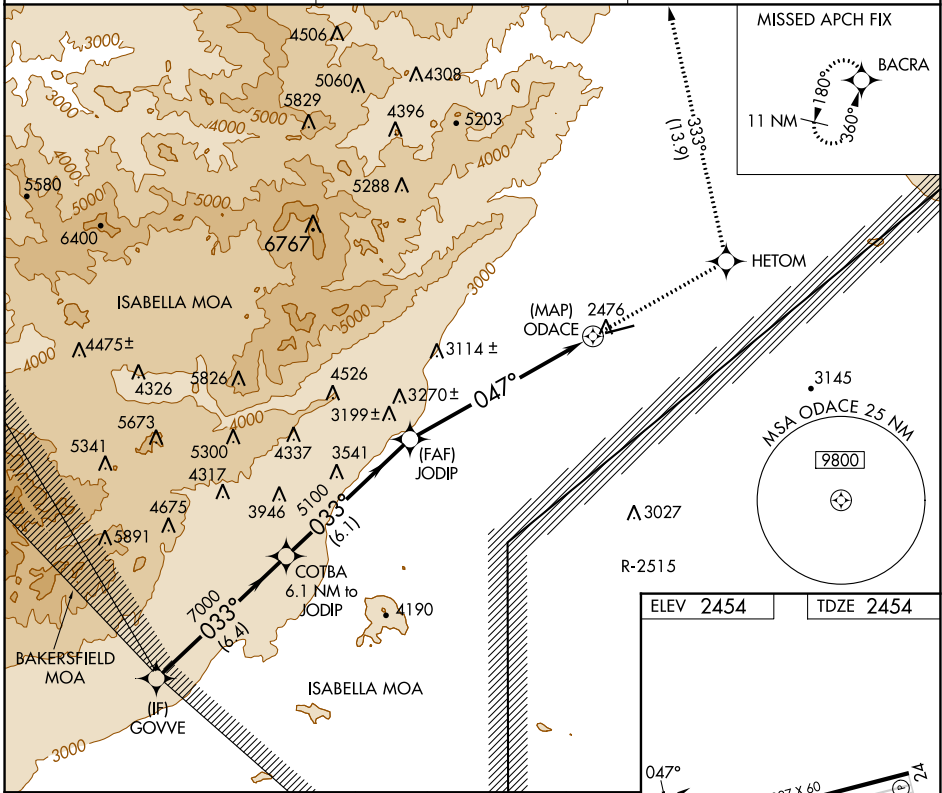 3000
4506
5060
4308
5829
4000
5000
4396
5203
3000
4000
5580
5000
5288
5000
6400
6767
3000
333°
(13.9)
MISSED APCH FIX
BACRA
180°
11 NM
360°
HETOM
ISABELLA MOA
5000
(MAP)
ODACE
2476
4475±
4000
4326
5826
4526
3114 ±
3270±
3199±
047°
3145
MSA ODACE 25 NM
9800
5673
5341
5300
4000
4337
4317
3541
(FAF)
JODIP
4675
3946
5100
033°
(6.1)
3027
5891
COTBA
6.1 NM to
JODIP
R-2515
7000
033°
(6.4)
4190
BAKERSFIELD
MOA
ISABELLA MOA
(IF)
GOVVE
3000
ELEV 2454
TDZE 2454
047°
X 60
24
P